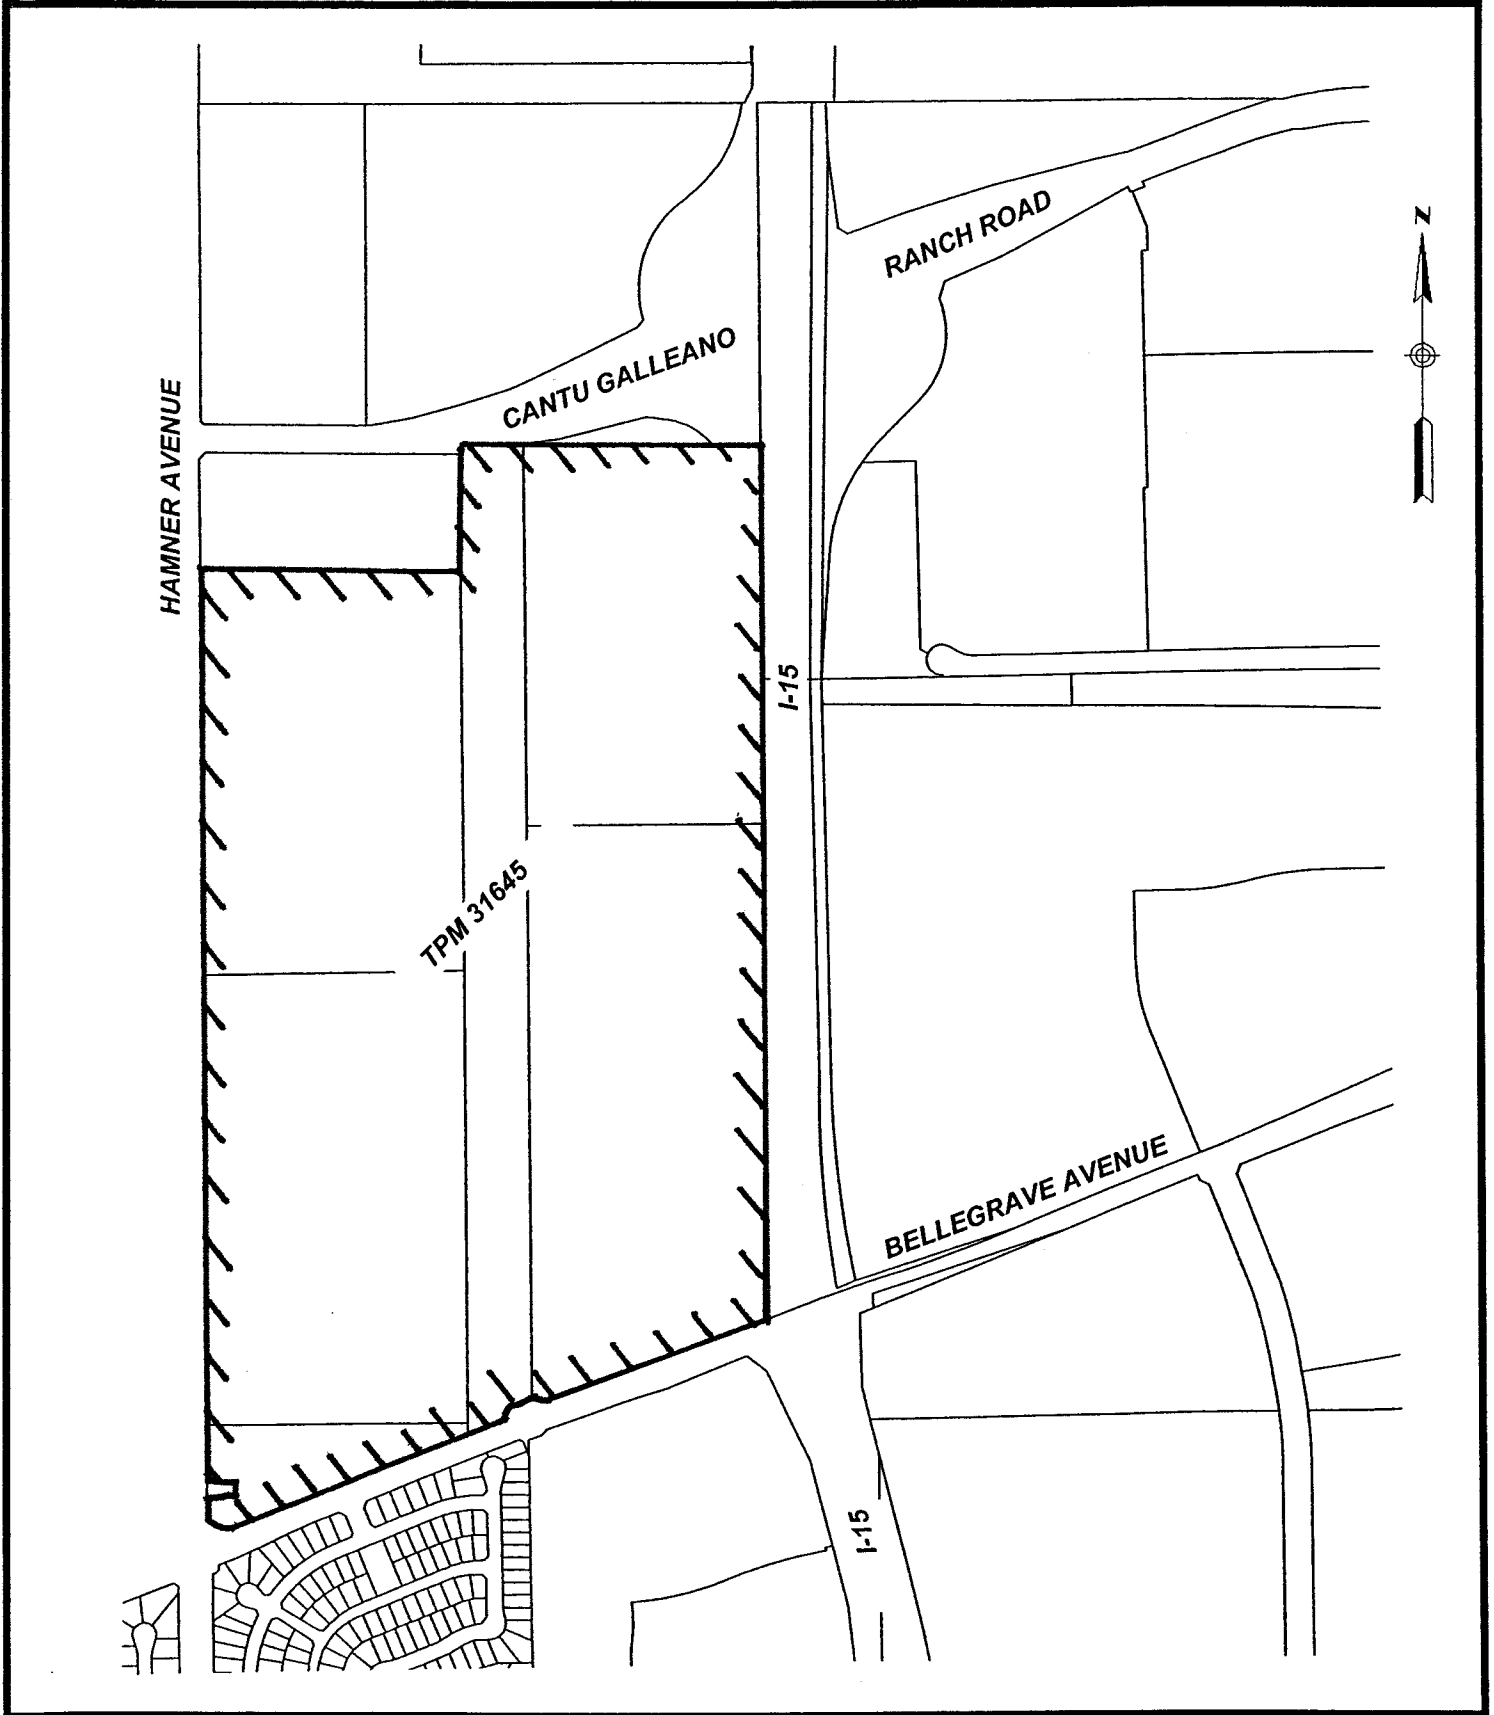 N
RANCH ROAD
CANTU GALLEANO
HAMNER AVENUE
I-15
TPM 31645
BELLEGRAVE AVENUE
I-15